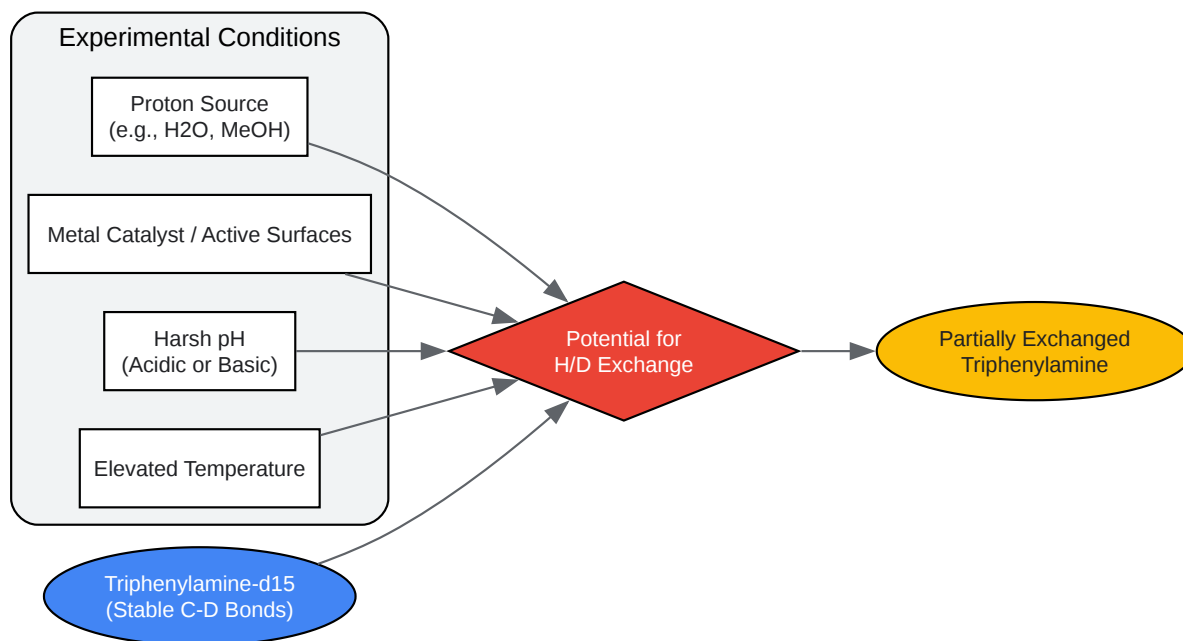 Experimental Conditions
Proton Source
(e.g., H2O, MeOH)
Metal Catalyst / Active Surfaces
Harsh pH
(Acidic or Basic)
Elevated Temperature
Triphenylamine-d15
(Stable C-D Bonds)
Potential for
H/D Exchange
Partially Exchanged
Triphenylamine